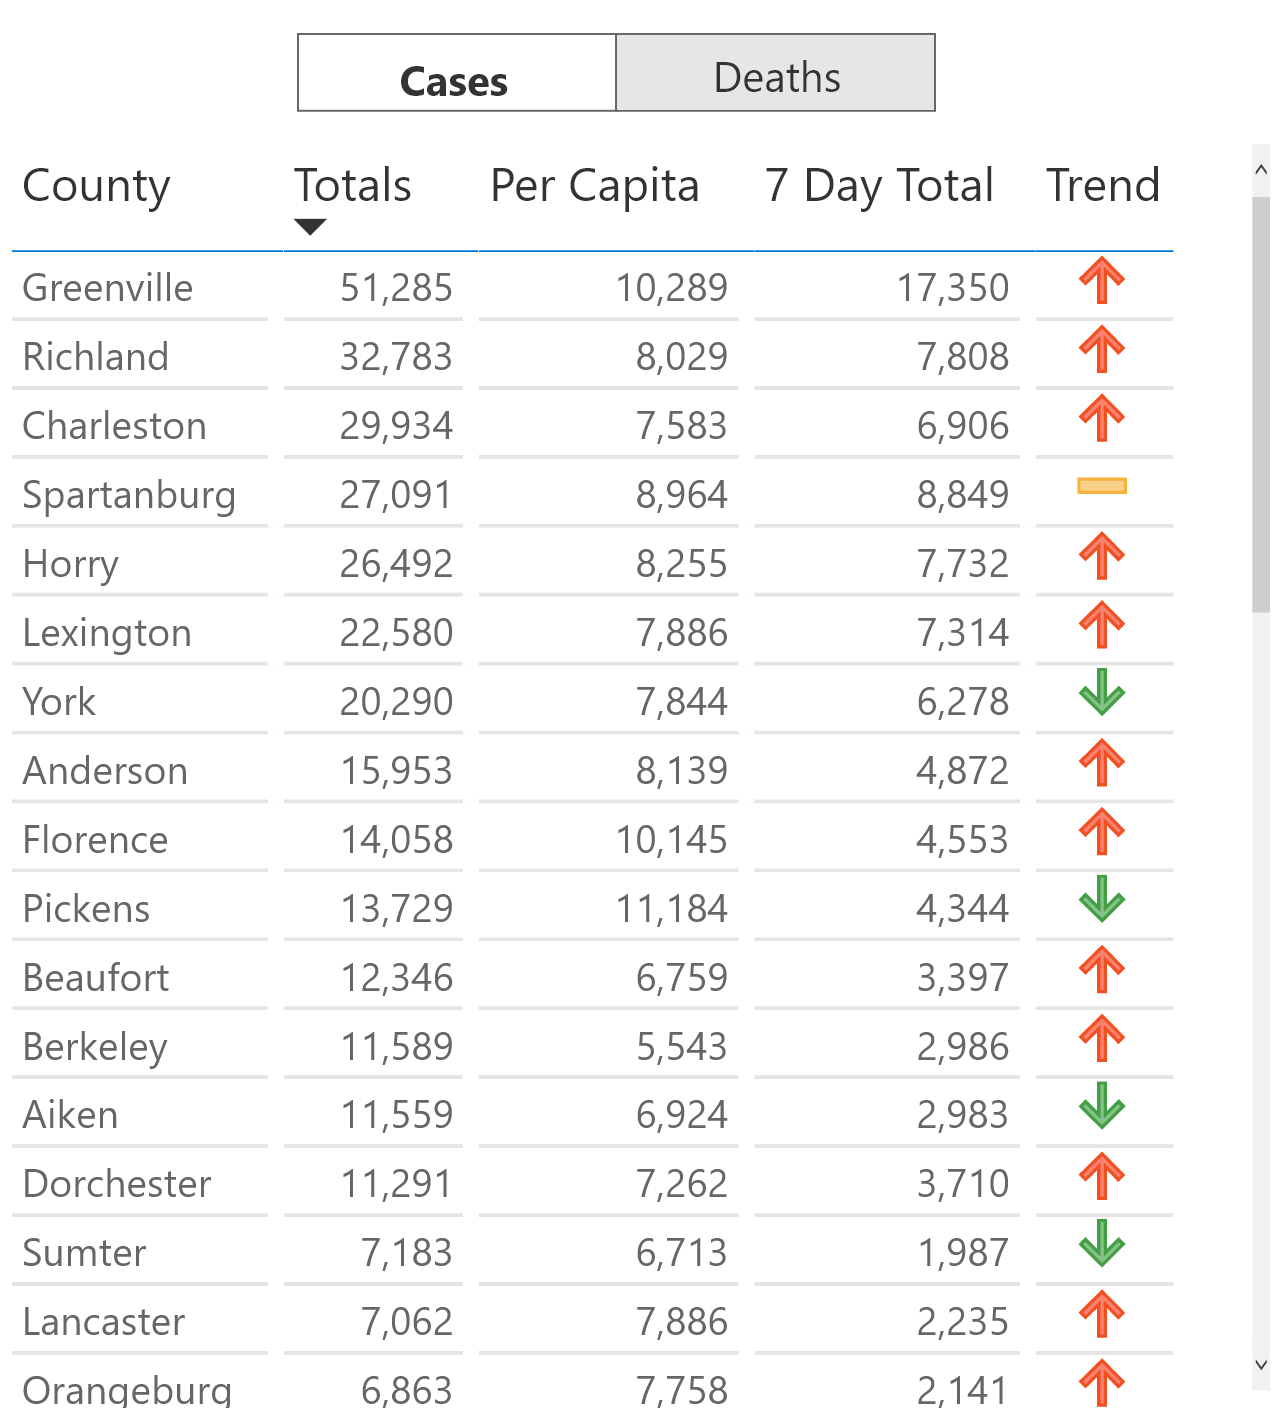 Cases Deaths
County Totals Per Capita 7 Day Total Trend
Greenville 51,285 10,289 17,350
Richland 32,783 8,029 7,808
Charleston 29,934 7,583 6,906
Spartanburg 27,091 8,964 8,849
Horry 26,492 8,255 7,732
Lexington 22,580 7,886 7,314
York 20,290 7,844 6,278
Anderson 15,953 8,139 4,872
Florence 14,058 10,145 4,553
Pickens 13,729 11,184 4,344
Beaufort 12,346 6,759 3,397
Berkeley 11,589 5,543 2,986
Aiken 11,559 6,924 2,983
Dorchester 11,291 7,262 3,710
Sumter 7,183 6,713 1,987
Lancaster 7,062 7,886 2,235
Orangeburg 6,863 7,758 2,141